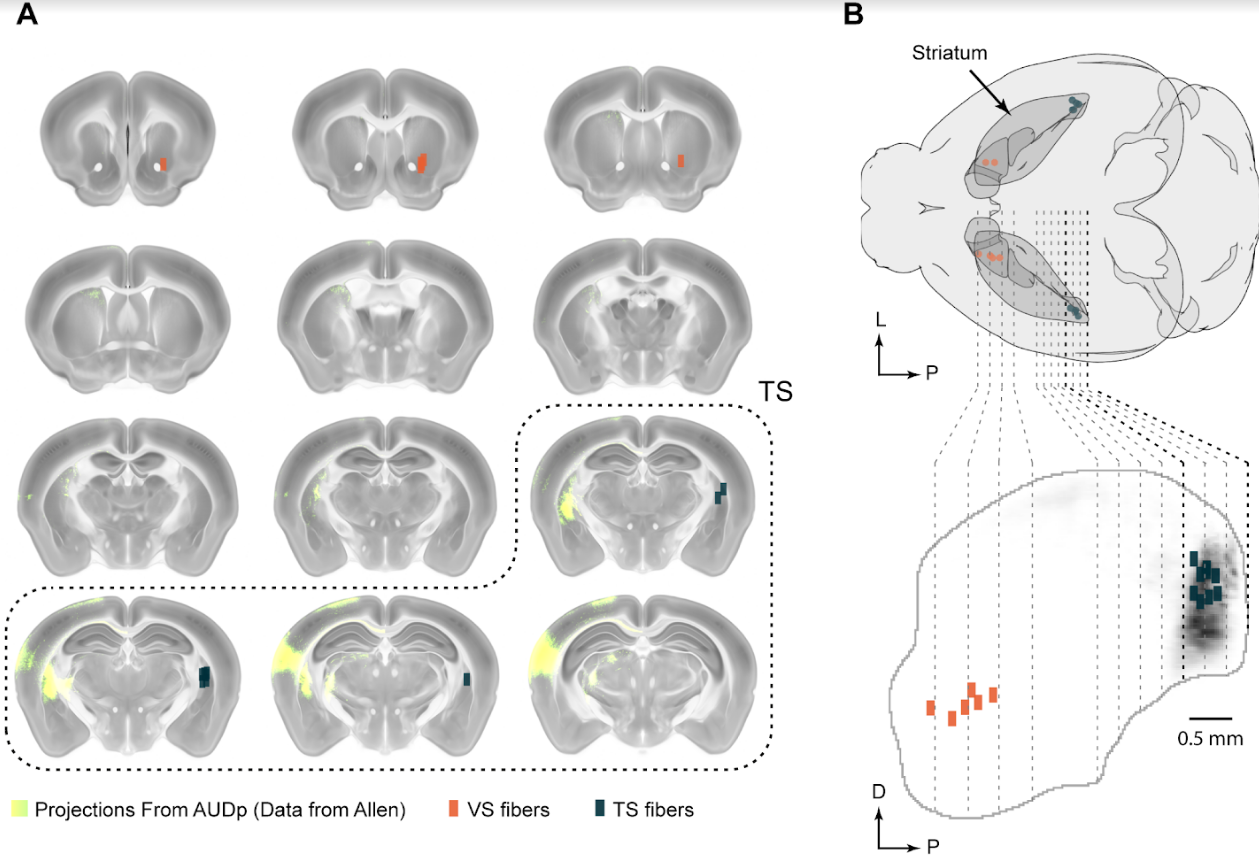 A
B
Striatum
L
P
TS
0.5 mm
D
P
Projections From AUDp (Data from Allen)
VS fibers
TS fibers